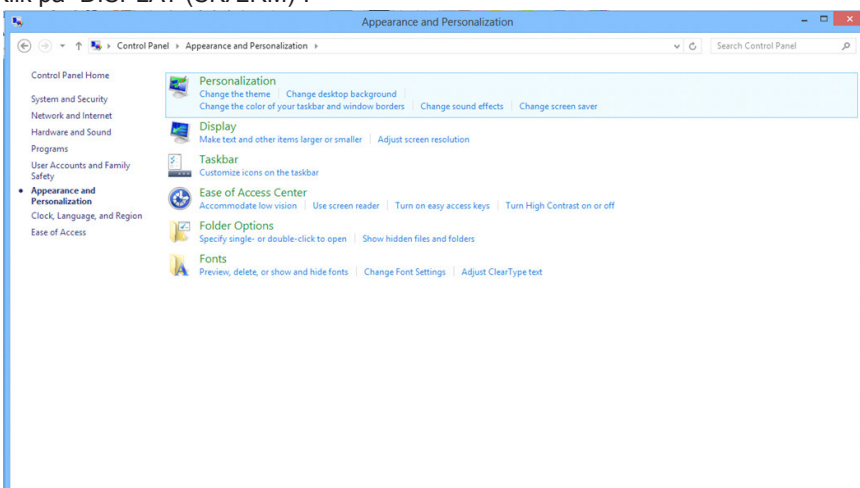 klik på "DISPLAY (SKÆRM)".
Appearance and Personalization
Control Panel ▸ Appearance and Personalization ▸
Search Control Panel
Control Panel Home
System and Security
Network and Internet
Hardware and Sound
Programs
User Accounts and Family
Safety
Appearance and
Personalization
Clock, Language, and Region
Ease of Access
Personalization
Change the theme | Change desktop background
Change the color of your taskbar and window borders | Change sound effects | Change screen saver
Display
Make text and other items larger or smaller | Adjust screen resolution
Taskbar
Customize icons on the taskbar
Ease of Access Center
Accommodate low vision | Use screen reader | Turn on easy access keys | Turn High Contrast on or off
Folder Options
Specify single- or double-click to open | Show hidden files and folders
Fonts
Preview, delete, or show and hide fonts | Change Font Settings | Adjust ClearType text